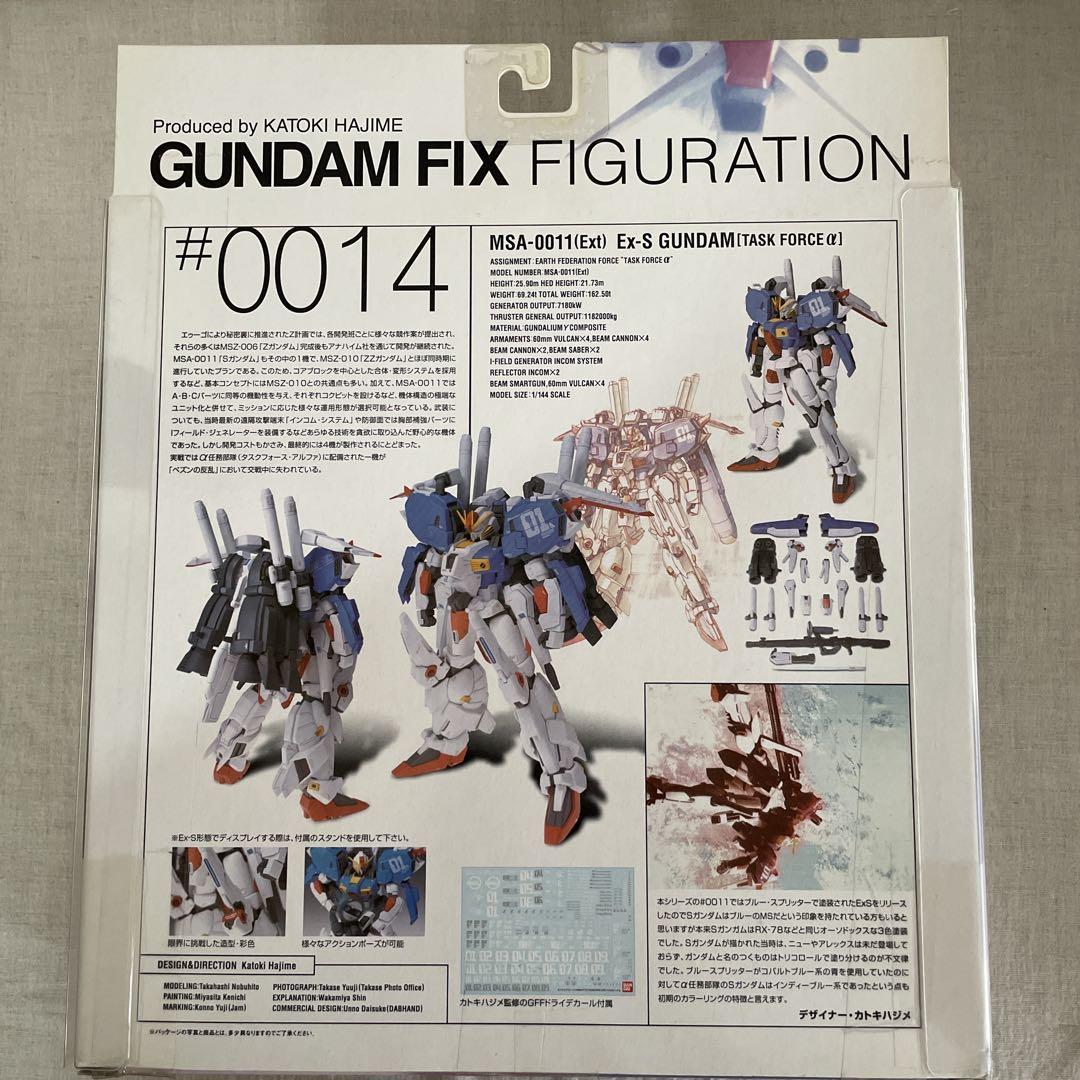 Produced by KATOKI HAJIME
GUNDAM FIX FIGURATION
#0014
エゥーゴにより秘密裏に推進されたZ計画では、各開発班ごとに様々な競作案が提出され、
それらの多くはMSZ-006「Zガンダム」完成後もアナハイム社を通じて開発が継続された。
MSA-0011「Sガンダム」もその中の1機で、MSZ-010「ZZガンダム」とほぼ同時期に
進行していたプランである。このため、コアブロックを中心とした合体・変形システムを採用
するなど、基本コンセプトにはMSZ-010との共通点も多い。加えて、MSA-0011では
A・B・Cパーツに同等の機動性を与え、それぞれコクピットを設けるなど、機体構造の極端な
ユニット化と併せて、ミッションに応じた様々な運用形態が選択可能となっている。武装に
ついても、当時最新の遠隔攻撃端末「インコム・システム」や防御面では胸部補強パーツに
Iフィールド・ジェネレーターを装備するなどあらゆる技術を貪欲に取り込んだ野心的な機体
であった。しかし開発コストもかさみ、最終的には4機が製作されるにとどまった。
実戦ではα任務部隊(タスクフォース・アルファ)に配備された一機が
「ペズンの反乱」において交戦中に失われている。
MSA-0011(Ext) Ex-S GUNDAM[TASK FORCE α]
ASSIGNMENT:EARTH FEDERATION FORCE "TASK FORCE α"
MODEL NUMBER:MSA-0011(Ext)
HEIGHT:25.90m HED HEIGHT:21.73m
WEIGHT:69.24t TOTAL WEIGHT:162.50t
GENERATOR OUTPUT:7180kW
THRUSTER GENERAL OUTPUT:1182000kg
MATERIAL:GUNDALIUM γ COMPOSITE
ARMAMENTS:60mm VULCAN×4,BEAM CANNON×4
BEAM CANNON×2,BEAM SABER×2
I-FIELD GENERATOR INCOM SYSTEM
REFLECTOR INCOM×2
BEAM SMARTGUN,60mm VULCAN×4
MODEL SIZE:1/144 SCALE
01
01
01
※Ex-S形態でディスプレイする際は、付属のスタンドを使用して下さい。
01
限界に挑戦した造型・彩色
様々なアクションポーズが可能
DESIGN&DIRECTION Katoki Hajime
MODELING:Takahashi Nobuhito
PAINTING:Miyasita Kenichi
MARKING:Konno Yuji(Jam)
PHOTOGRAPH:Takase Yuuji(Takase Photo Office)
EXPLANATION:Wakamiya Shin
COMMERCIAL DESIGN:Unno Daisuke(DABHAND)
※パッケージの写真と商品とは、多少異なりますのでご了承ください。
カトキハジメ監修のGFFドライデカール付属
本シリーズの#0011ではブルー・スプリッターで塗装されたExSをリリース
したのでSガンダムはブルーのMSだという印象を持たれている方もいると
思いますが本来SガンガムはRX-78などと同じオーソドックスな3色塗装
でした。Sガンダムが描かれた当時は、ニューやアレックスは未だ登場して
おらず、ガンダムと名のつくものはトリコロールで塗り分けるのが不文律
でした。ブルースプリッターがコバルトブルー系の青を使用していたのに
対してα任務部隊のSガンダムはインディーブルー系であったという点も
初期のカラーリングの特徴と言えます。
デザイナー・カトキハジメ